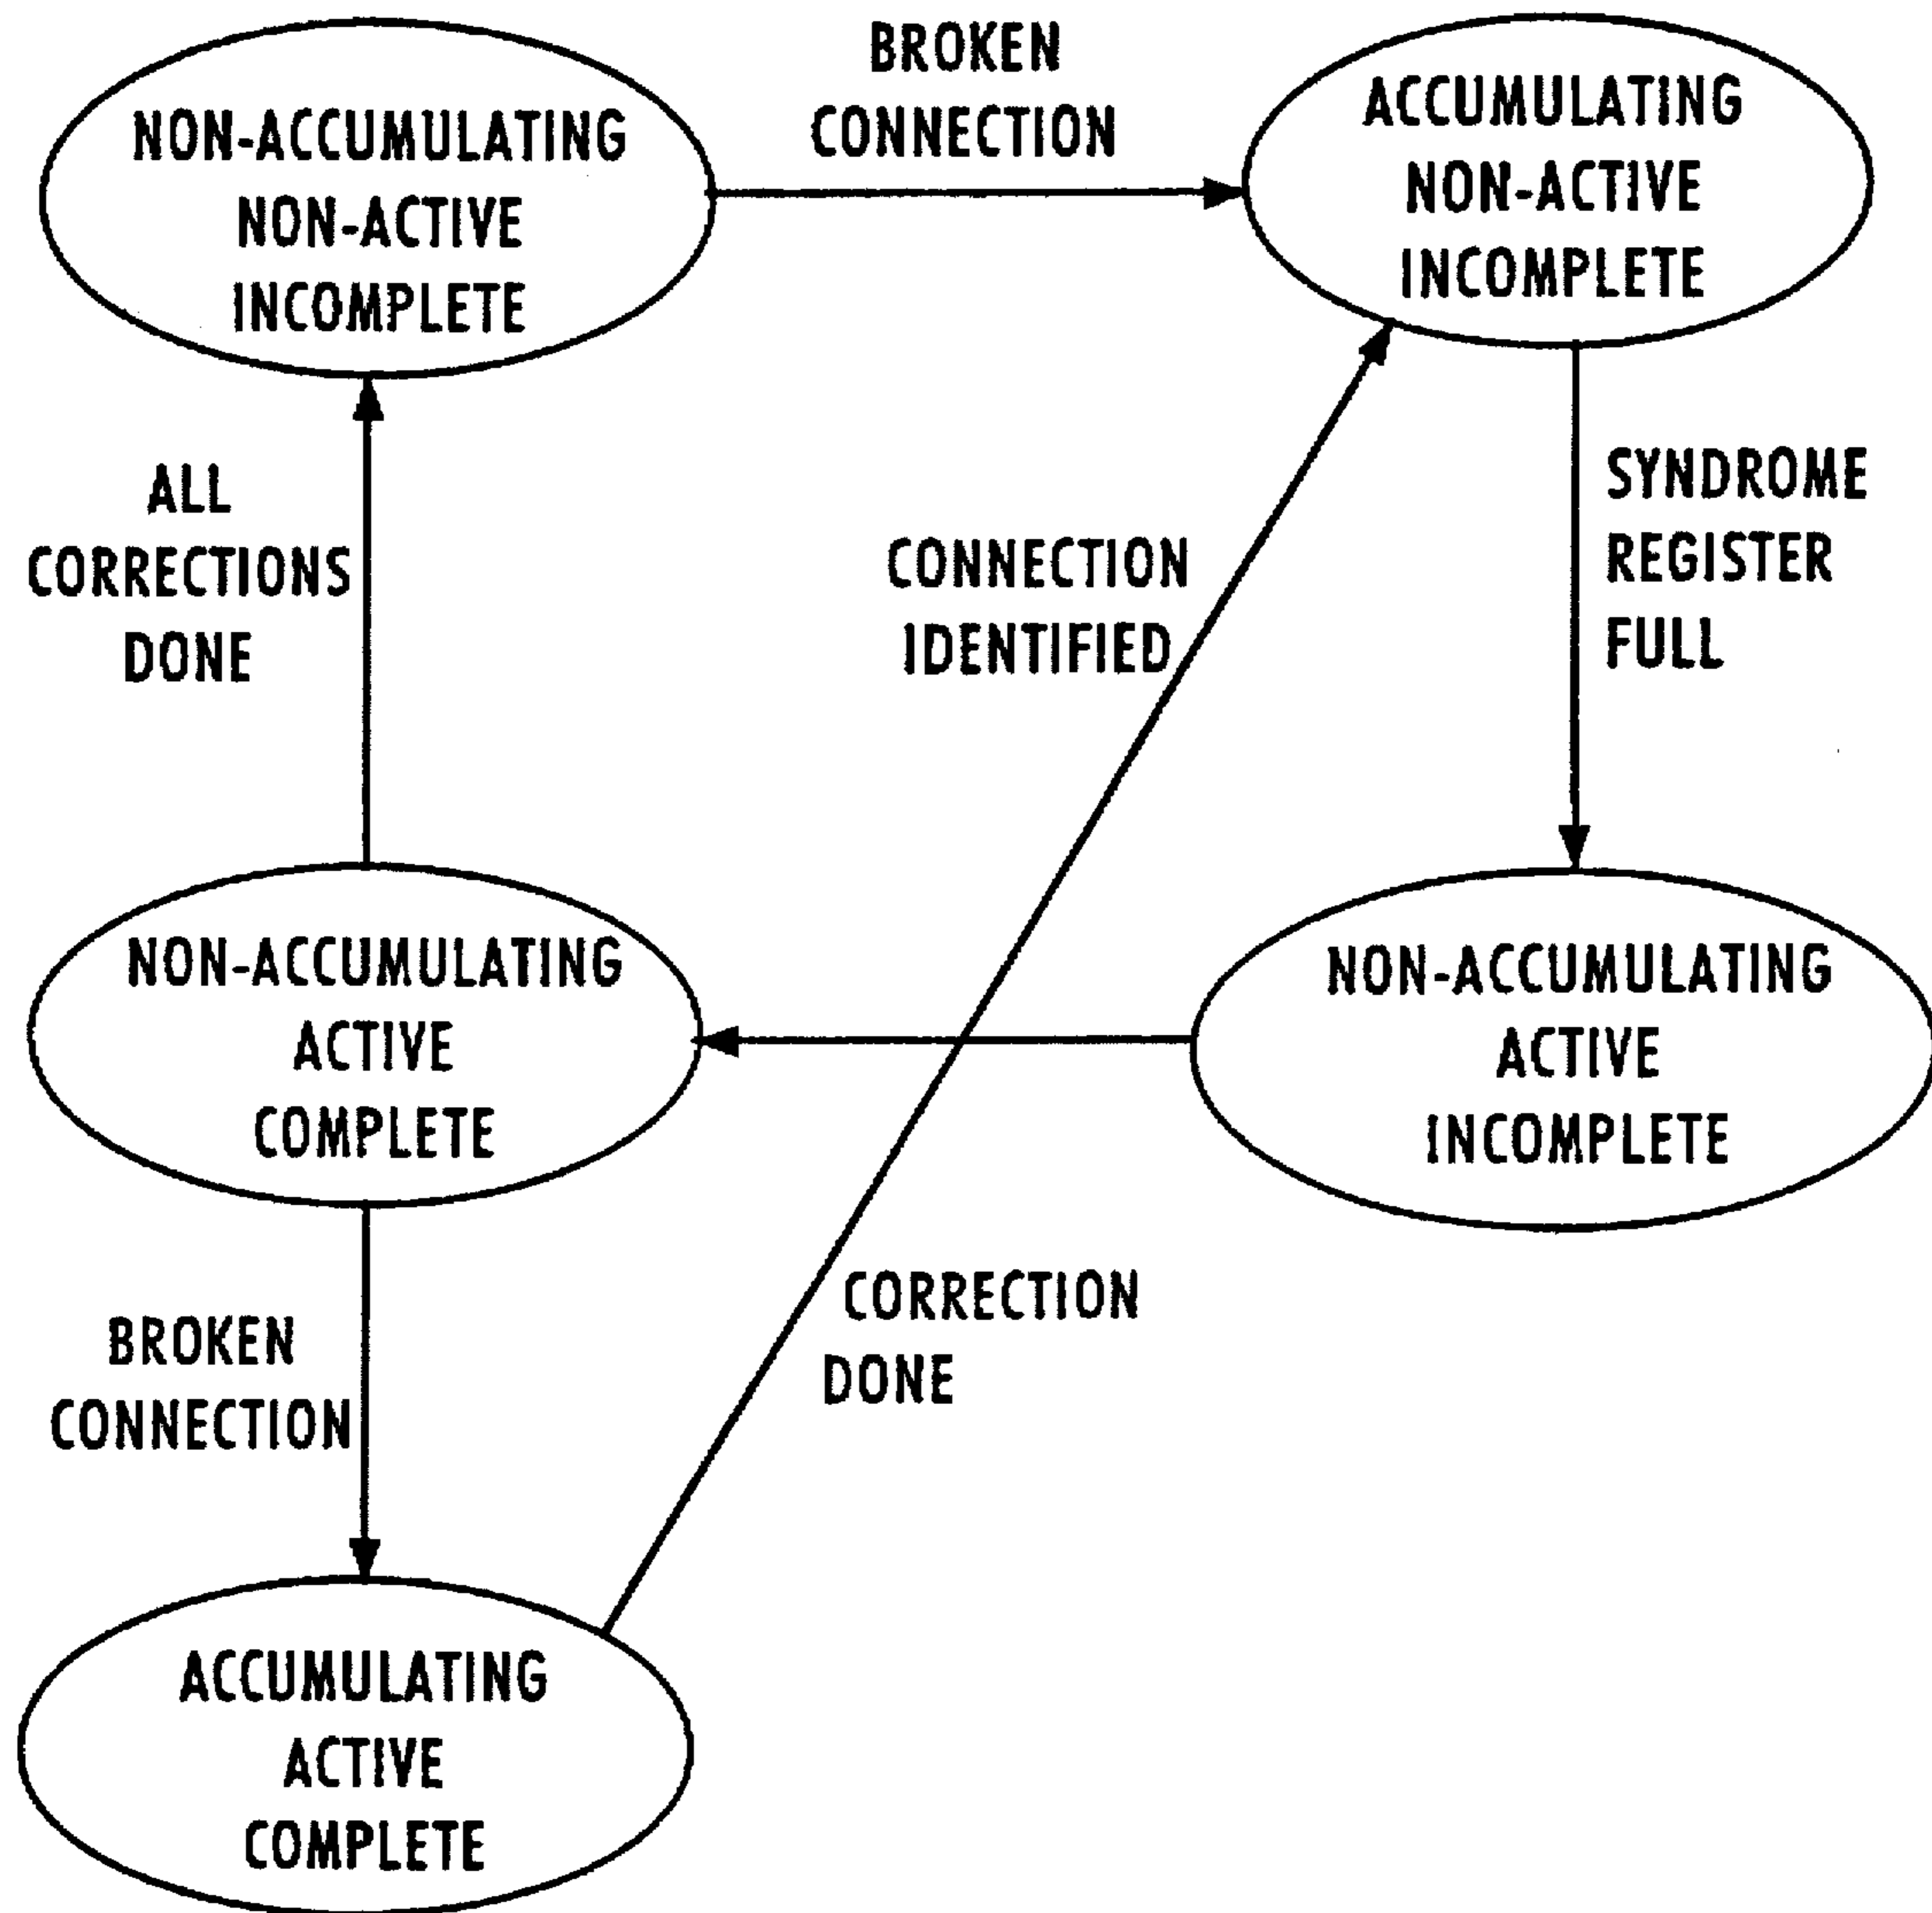 NON-ACCUMULATING
NON-ACTIVE
INCOMPLETE
BROKEN
CONNECTION
ACCUMULATING
NON-ACTIVE
INCOMPLETE
ALL
CORRECTIONS
DONE
CONNECTION
IDENTIFIED
SYNDROME
REGISTER
FULL
NON-ACCUMULATING
ACTIVE
COMPLETE
NON-ACCUMULATING
ACTIVE
INCOMPLETE
BROKEN
CONNECTION
CORRECTION
DONE
ACCUMULATING
ACTIVE
COMPLETE